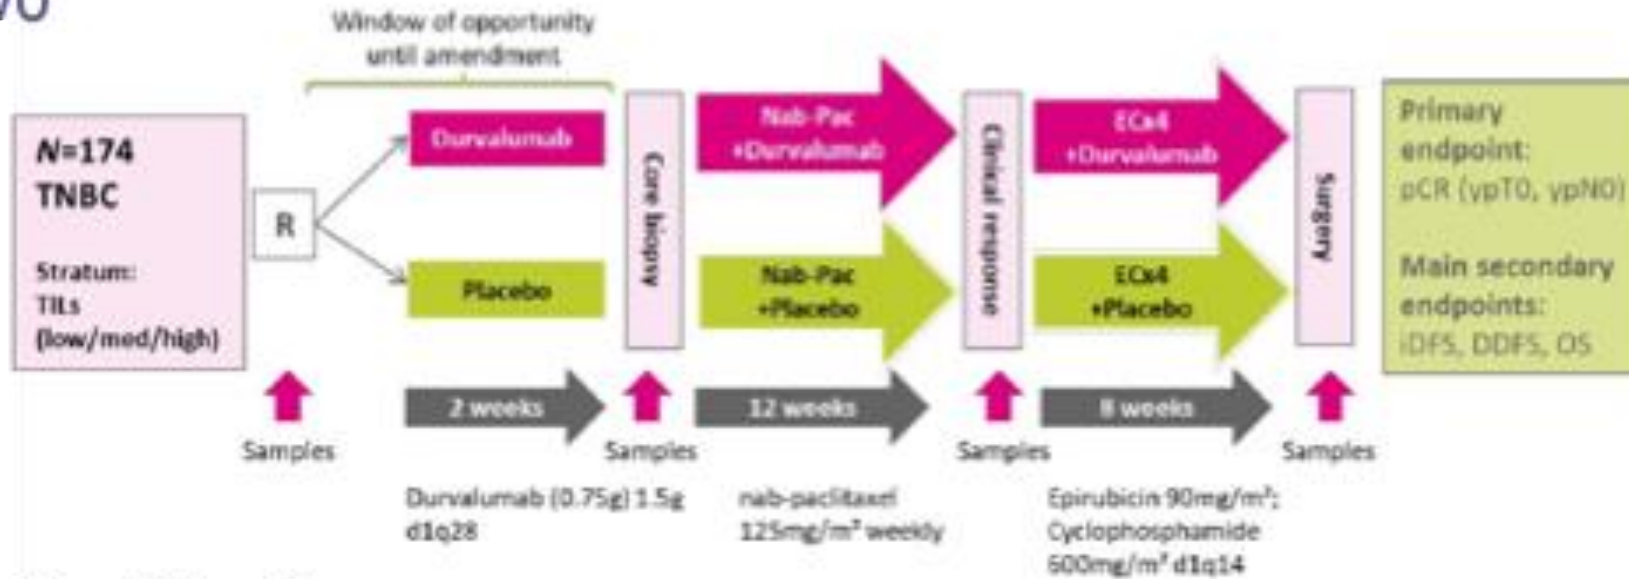 Window of opportunity
until amendment
N=174
TNBC
Stratum:
TILs
(low/med/high)
R
Durvalumab
Placebo
Core biopsy
Nab-Pac
+Durvalumab
Nab-Pac
+Placebo
Clinical response
ECx4
+Durvalumab
ECx4
+Placebo
Surgery
Primary
endpoint:
pCR (ypT0, ypN0)
Main secondary
endpoints:
iDFS, DDFS, OS
2 weeks
12 weeks
8 weeks
Samples
Samples
Samples
Samples
Durvalumab (0.75g) 1.5g
d1q28
nab-paclitaxel
125mg/m² weekly
Epirubicin 90mg/m²;
Cyclophosphamide
600mg/m² d1q14